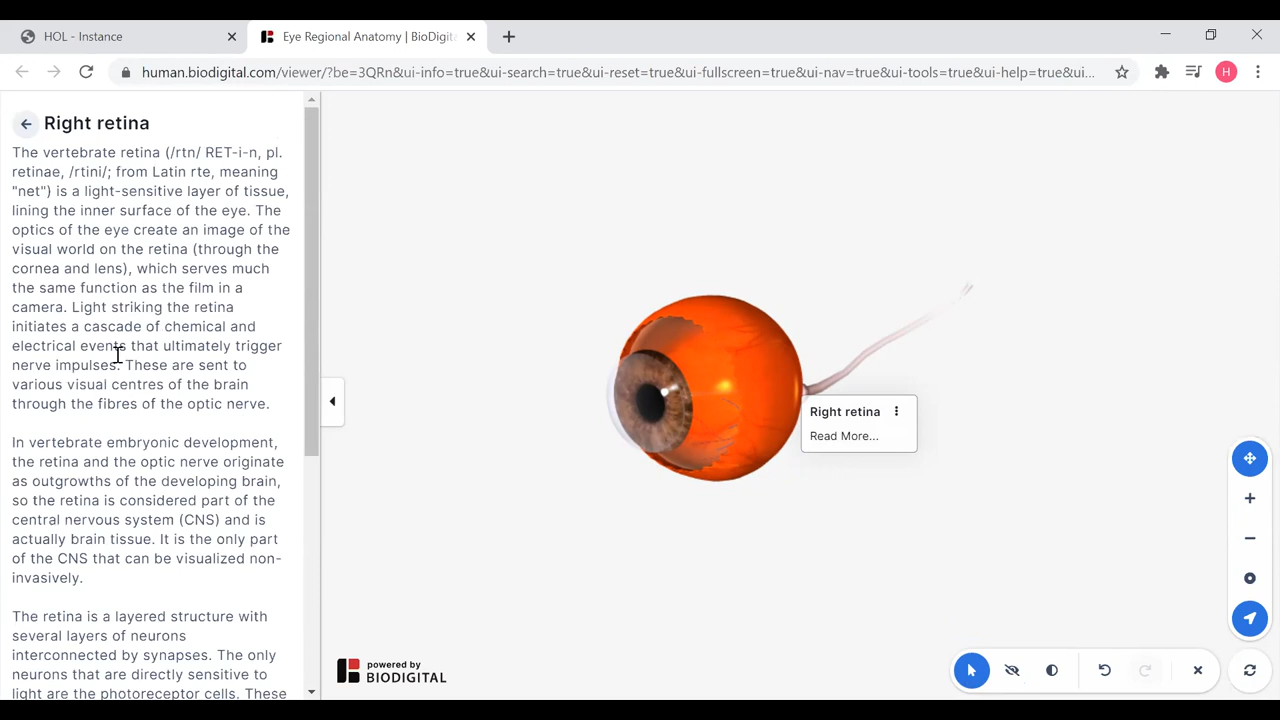 HOL - Instance
Eye Regional Anatomy | BioDigita
human.biodigital.com/viewer/?be=3QRn&ui-info=true&ui-search=true&ui-reset=true&ui-fullscreen=true&ui-nav=true&ui-tools=true&ui-help=true&ui...
H
Right retina
The vertebrate retina (/rtn/ RET-i-n, pl.
retinae, /rtini/; from Latin rte, meaning
"net") is a light-sensitive layer of tissue,
lining the inner surface of the eye. The
optics of the eye create an image of the
visual world on the retina (through the
cornea and lens), which serves much
the same function as the film in a
camera. Light striking the retina
initiates a cascade of chemical and
electrical events that ultimately trigger
nerve impulses. These are sent to
various visual centres of the brain
through the fibres of the optic nerve.
In vertebrate embryonic development,
the retina and the optic nerve originate
as outgrowths of the developing brain,
so the retina is considered part of the
central nervous system (CNS) and is
actually brain tissue. It is the only part
of the CNS that can be visualized non-
invasively.
The retina is a layered structure with
several layers of neurons
interconnected by synapses. The only
neurons that are directly sensitive to
light are the photoreceptor cells. These
Right retina
Read More...
powered by
BIODIGITAL